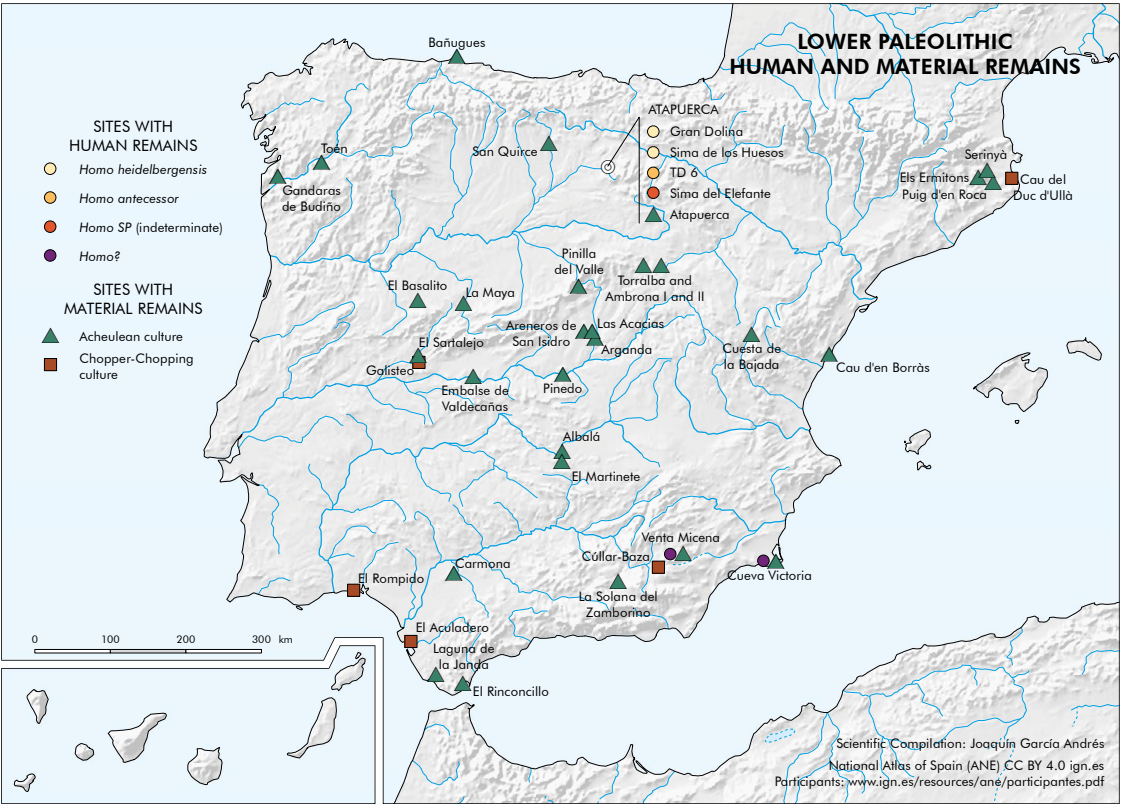 LOWER PALEOLITHIC
HUMAN AND MATERIAL REMAINS
SITES WITH
HUMAN REMAINS
Homo heidelbergensis
Homo antecessor
Homo SP (indeterminate)
Homo?
SITES WITH
MATERIAL REMAINS
Acheulean culture
Chopper-Chopping
culture
Bañugues
Toén
Gandaras
de Budiño
San Quirce
ATAPUERCA
Gran Dolina
Sima de los Huesos
TD 6
Sima del Elefante
Atapuerca
Serinyà
Els Ermitons
Puig d'en Roca
Cau del
Duc d'Ullà
Pinilla
del Valle
Torralba and
Ambrona I and II
El Basalito
La Maya
Areneros de
San Isidro
Las Acacias
Arganda
El Sartalejo
Galisteo
Embalse de
Valdecañas
Pinedo
Cuesta de
la Bajada
Cau d'en Borràs
Albalá
El Martinete
Venta Micena
Cúllar-Baza
Cueva Victoria
La Solana del
Zamborino
Carmona
El Rompido
El Aculadero
Laguna de
la Janda
El Rinconcillo
0 100 200 300 km
Scientific Compilation: Joaquín García Andrés
National Atlas of Spain (ANE) CC BY 4.0 ign.es
Participants: www.ign.es/resources/ane/participantes.pdf